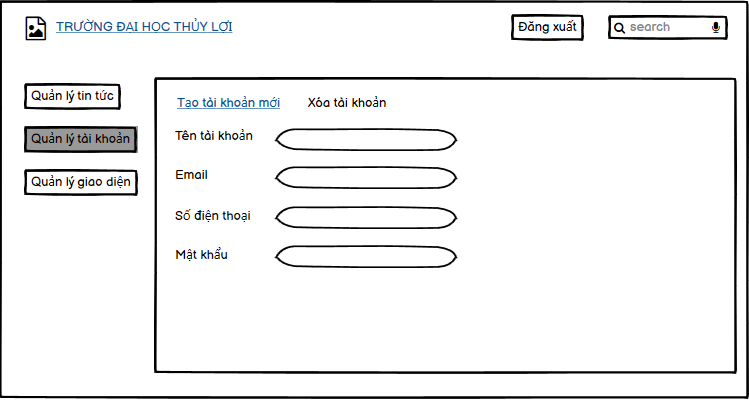 TRƯỜNG ĐẠI HỌC THỦY LỢI
Đăng xuất
search
Quản lý tin tức
Quản lý tài khoản
Quản lý giao diện
Tạo tài khoản mới
Xóa tài khoản
Tên tài khoản
Email
Số điện thoại
Mật khẩu